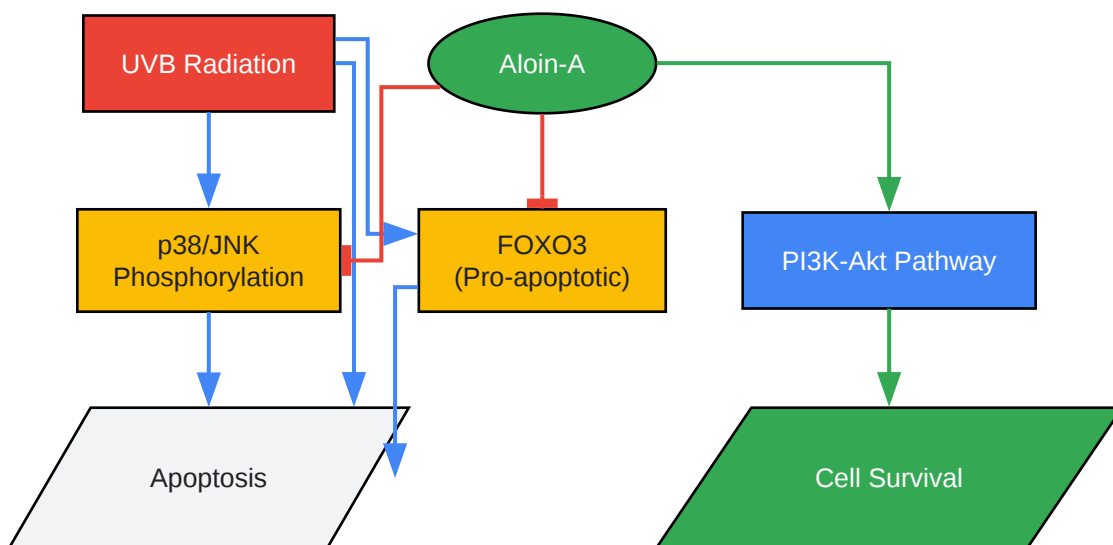 UVB Radiation
Aloin-A
p38/JNK
Phosphorylation
FOXO3
(Pro-apoptotic)
PI3K-Akt Pathway
Apoptosis
Cell Survival